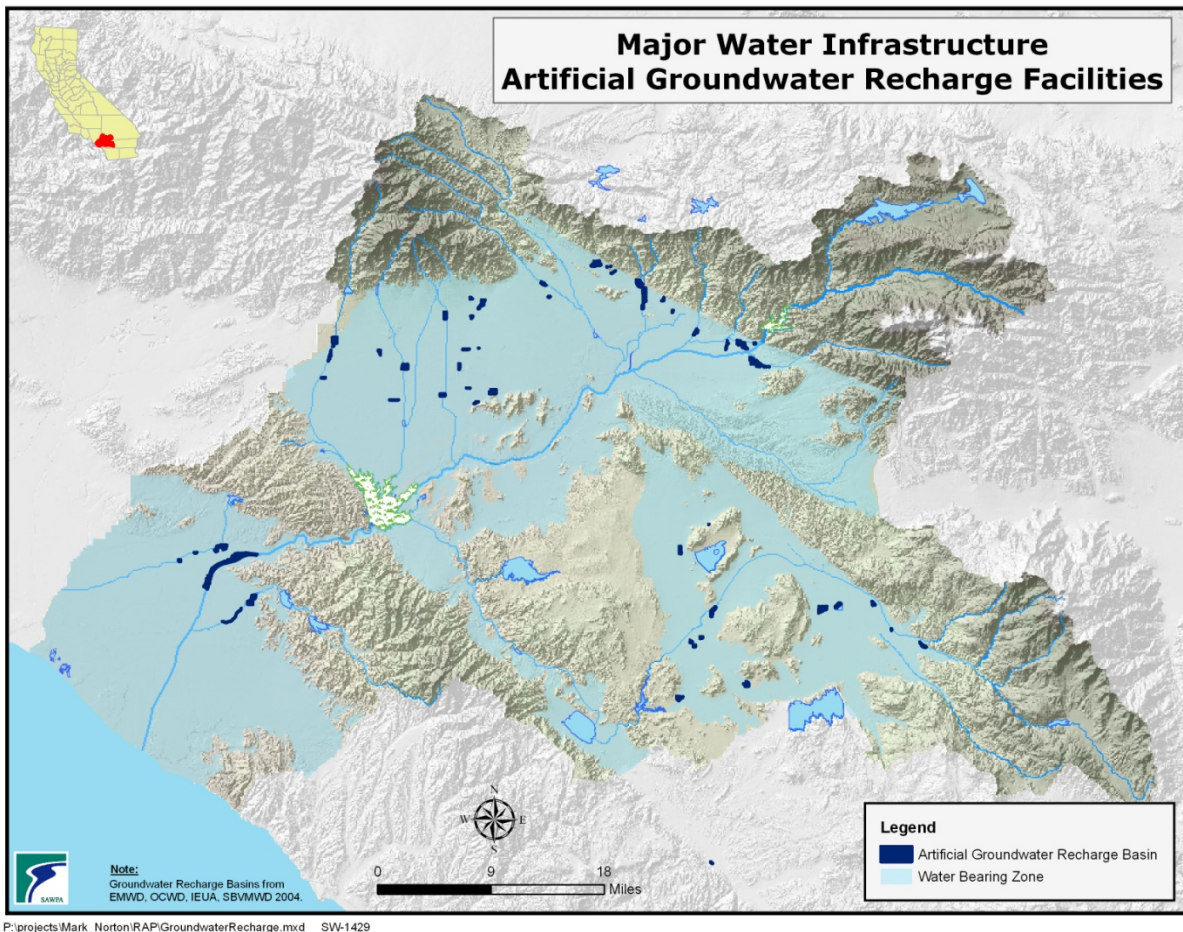 Major Water Infrastructure
Artificial Groundwater Recharge Facilities
N
W E
S
0 9 18
Miles
Legend
Artificial Groundwater Recharge Basin
Water Bearing Zone
SAWPA
Note:
Groundwater Recharge Basins from
EMWD, OCWD, IEUA, SBVMWD 2004.
P:\projects\Mark_Norton\RAP\GroundwaterRecharge.mxd SW-1429